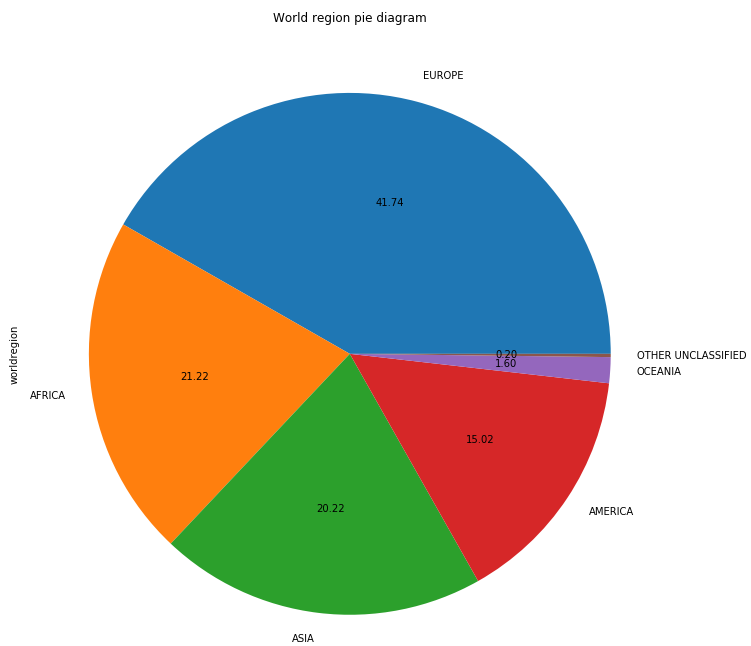 World region pie diagram
EUROPE
41.74
worldregion
AFRICA
21.22
0.20
OTHER UNCLASSIFIED
1.60
OCEANIA
15.02
20.22
AMERICA
ASIA